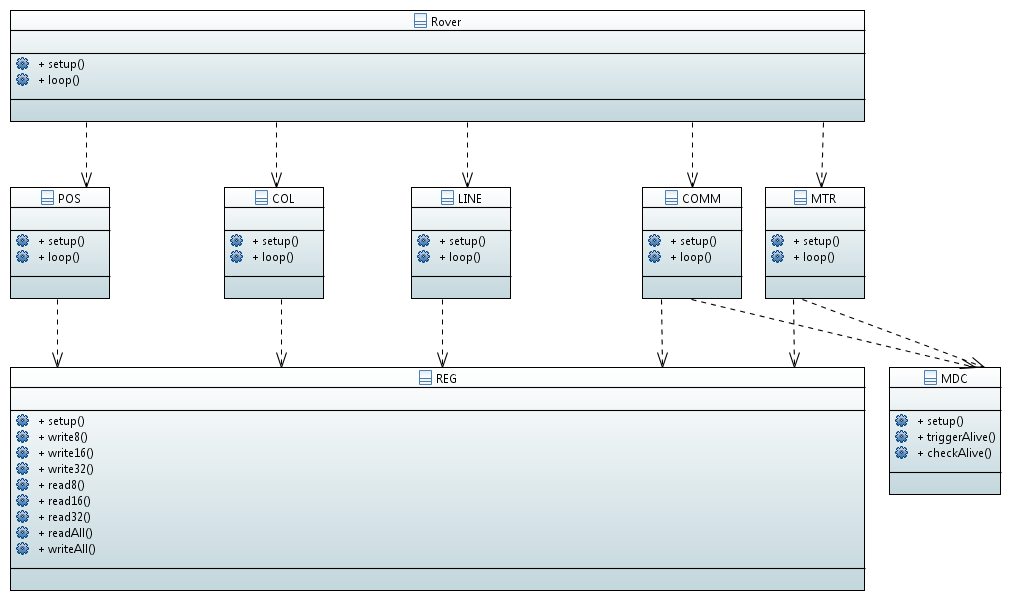 Rover
+ setup()
+ loop()
POS
+ setup()
+ loop()
COL
+ setup()
+ loop()
LINE
+ setup()
+ loop()
COMM
+ setup()
+ loop()
MTR
+ setup()
+ loop()
REG
+ setup()
+ write8()
+ write16()
+ write32()
+ read8()
+ read16()
+ read32()
+ readAll()
+ writeAll()
MDC
+ setup()
+ triggerAlive()
+ checkAlive()